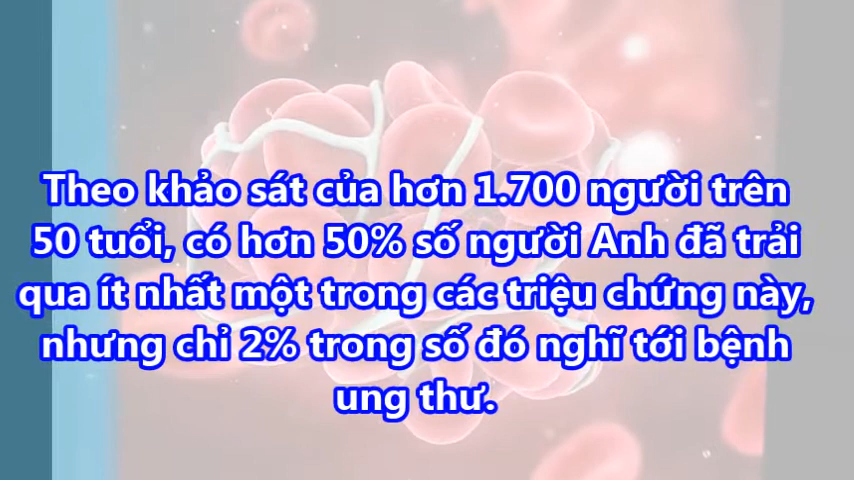 Theo khảo sát của hơn 1.700 người trên
50 tuổi, có hơn 50% số người Anh đã trải
qua ít nhất một trong các triệu chứng này,
nhưng chỉ 2% trong số đó nghĩ tới bệnh
ung thư.